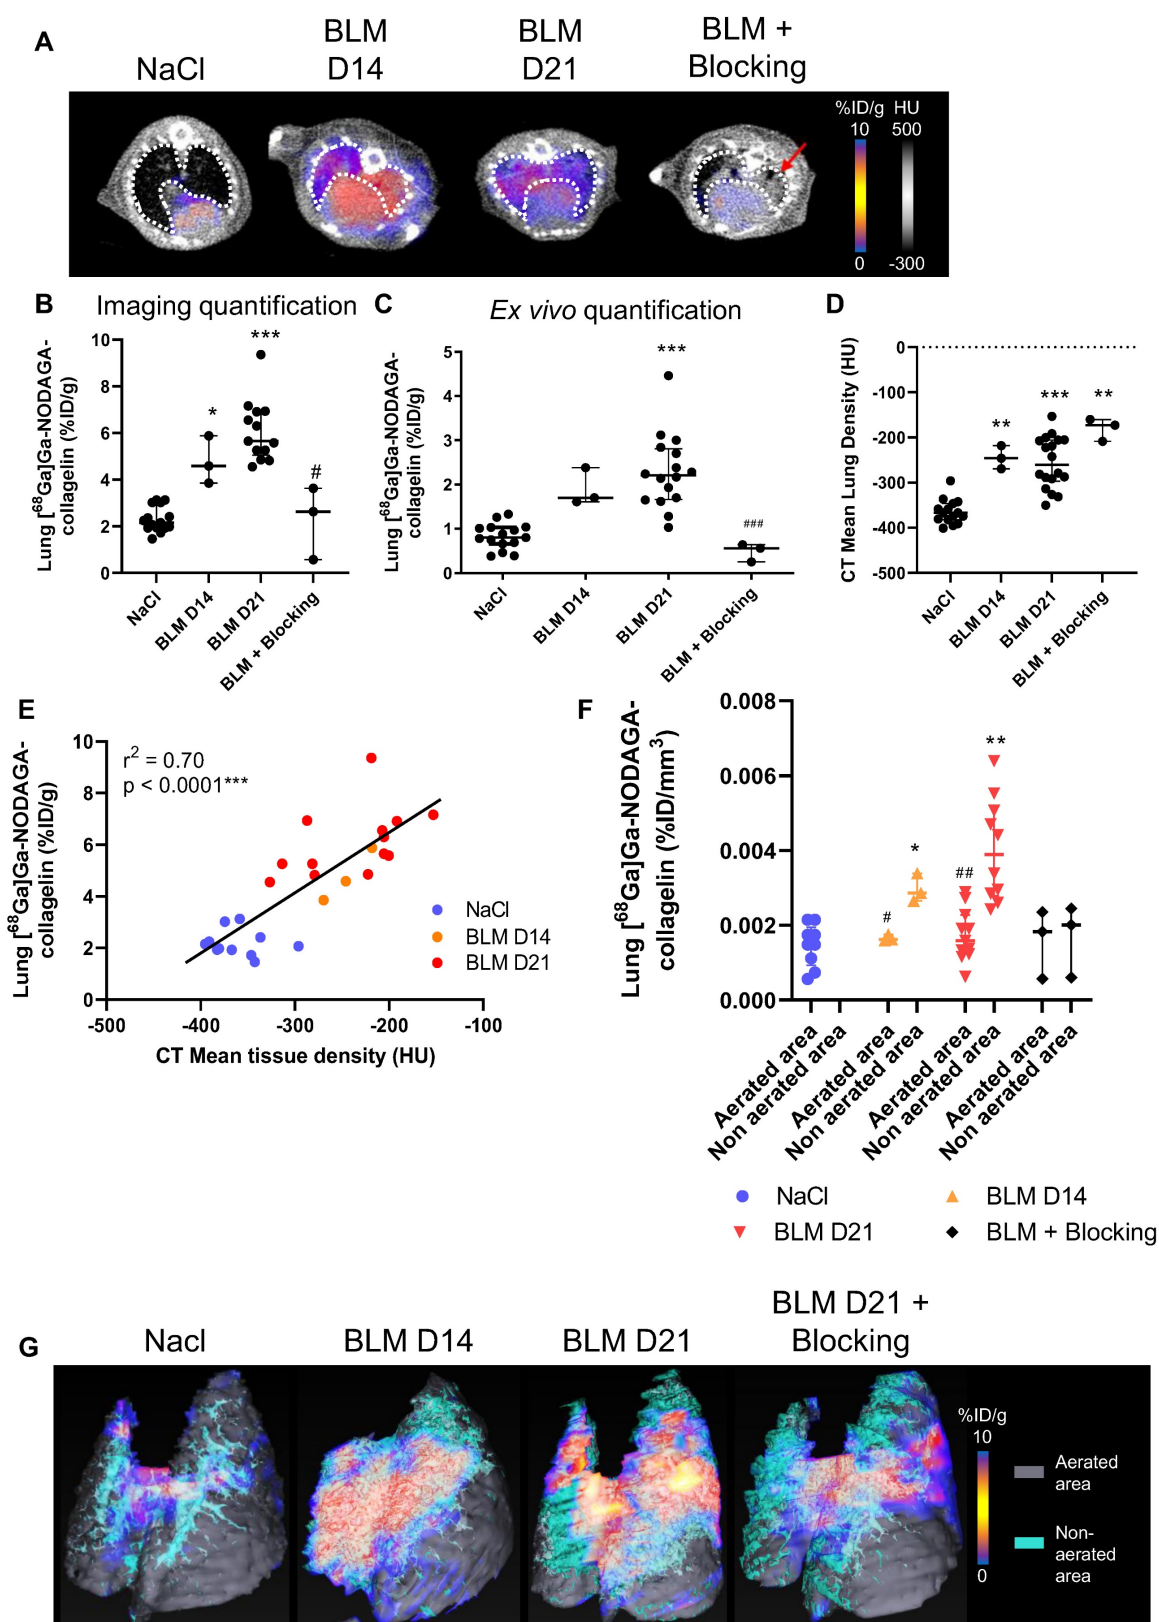 A
NaCl
BLM
D14
BLM
D21
BLM +
Blocking
%ID/g HU
10 500
0 -300
B Imaging quantification
Lung [68Ga]Ga-NODAGA-
collagelin (%ID/g)
10
8
6
4
2
0
*
***
#
NaCl
BLM D14
BLM D21
BLM + Blocking
C Ex vivo quantification
Lung [68Ga]Ga-NODAGA-
collagelin (%ID/g)
5
4
3
2
1
0
***
###
NaCl
BLM D14
BLM D21
BLM + Blocking
D
CT Mean Lung Density (HU)
0
-100
-200
-300
-400
-500
**
***
**
NaCl
BLM D14
BLM D21
BLM + Blocking
E
Lung [68Ga]Ga-NODAGA-
collagelin (%ID/g)
10
8
6
4
2
0
r2 = 0.70
p < 0.0001***
NaCl
BLM D14
BLM D21
-500 -400 -300 -200 -100
CT Mean tissue density (HU)
F
Lung [68Ga]Ga-NODAGA-
collagelin (%ID/mm3)
0.008
0.006
0.004
0.002
0.000
#
*
##
**
Aerated area
Non aerated area
Aerated area
Non aerated area
Aerated area
Non aerated area
Aerated area
Non aerated area
NaCl
BLM D14
BLM D21
BLM + Blocking
G
Nacl
BLM D14
BLM D21
BLM D21 +
Blocking
%ID/g
10
0
Aerated
area
Non-
aerated
area